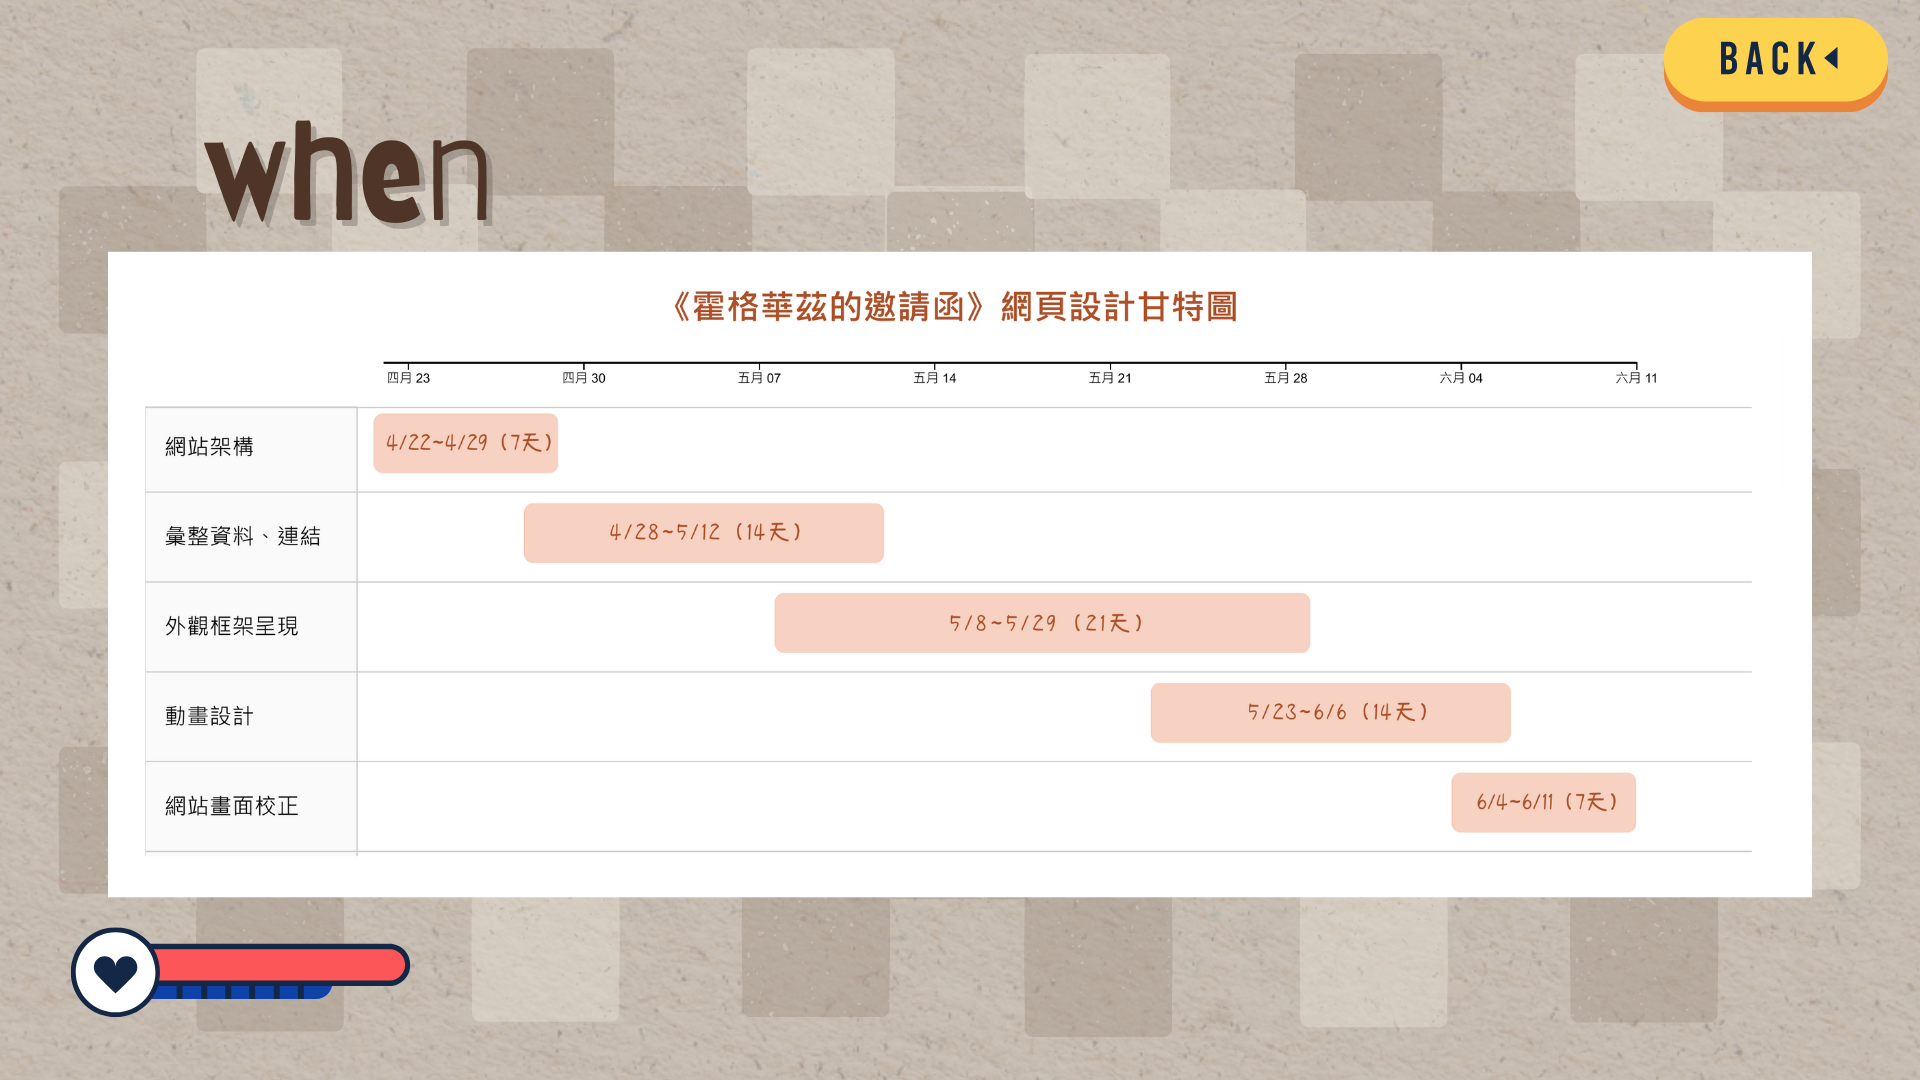 BACK
when
《霍格華茲的邀請函》網頁設計甘特圖
四月 23 四月 30 五月 07 五月 14 五月 21 五月 28 六月 04 六月 11
網站架構 4/22~4/29（7天）
彙整資料、連結 4/28~5/12（14天）
外觀框架呈現 5/8~5/29（21天）
動畫設計 5/23~6/6（14天）
網站畫面校正 6/4~6/11（7天）